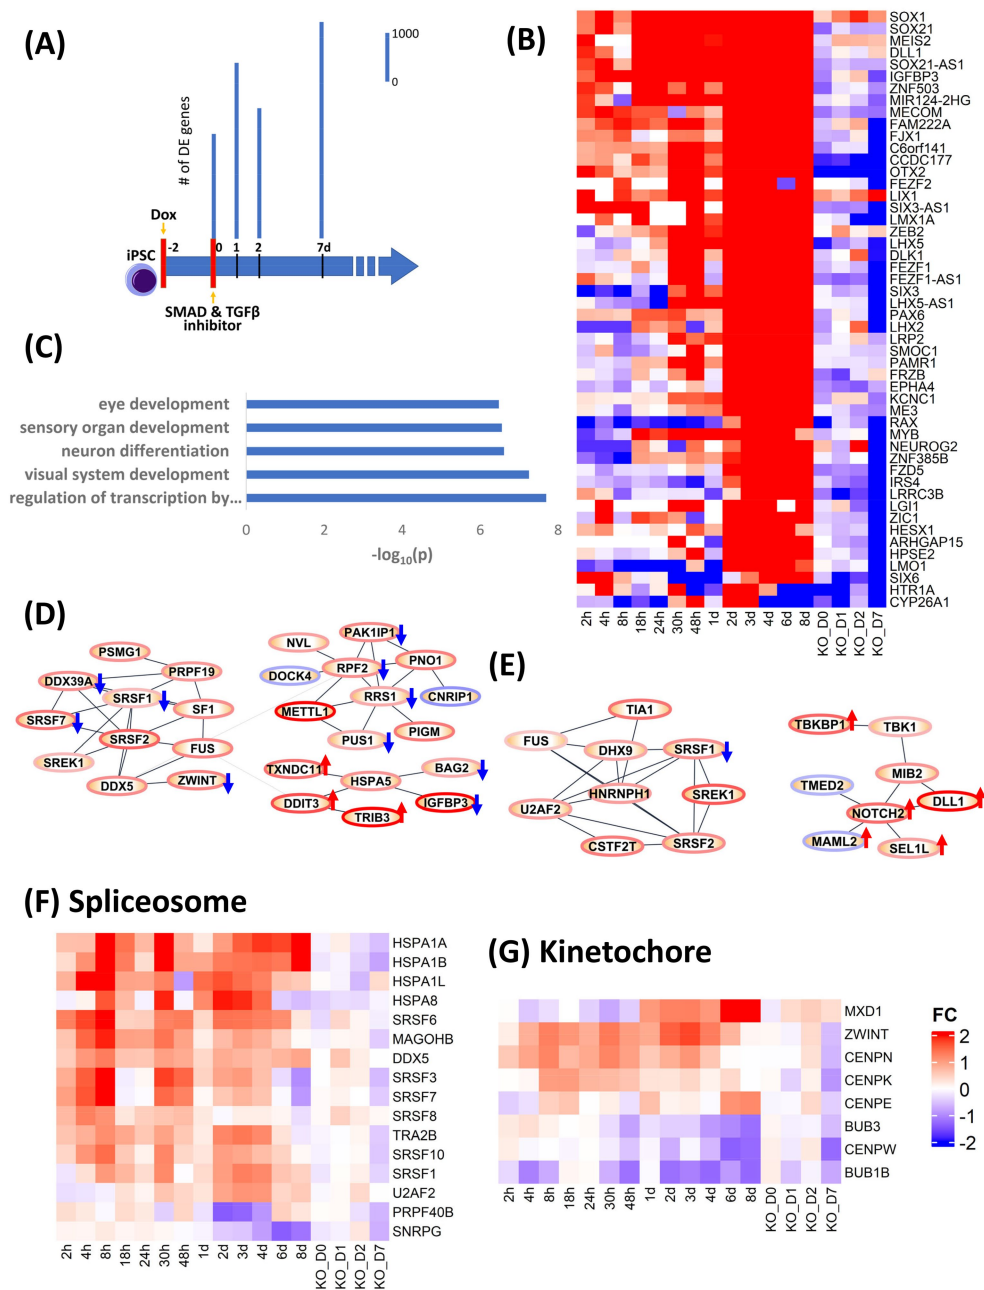 (A)
1000
0
# of DE genes
Dox
-2
0
1
2
7d
iPSC
SMAD & TGFβ
inhibitor
(B)
SOX1
SOX21
MEIS2
DLL1
SOX21-AS1
IGFBP3
ZNF503
MIR124-2HG
MECOM
FAM222A
FJX1
C6orf141
CCDC177
OTX2
FEZF2
LIX1
SIX3-AS1
LMX1A
ZEB2
LHX5
DLK1
FEZF1
FEZF1-AS1
SIX3
LHX5-AS1
PAX6
LHX2
LRP2
SMOC1
PAMR1
FRZB
EPHA4
KCNC1
ME3
RAX
MYB
NEUROG2
ZNF385B
FZD5
IRS4
LRRC3B
LGI1
ZIC1
HESX1
ARHGAP15
HPSE2
LMO1
SIX6
HTR1A
CYP26A1
2h 4h 8h 18h 24h 30h 48h 1d 2d 3d 4d 6d 8d KO_D0 KO_D1 KO_D2 KO_D7
(C)
eye development
sensory organ development
neuron differentiation
visual system development
regulation of transcription by...
0 2 4 6 8
-log10(p)
(D)
PSMG1
PRPF19
DDX39A
SRSF1
SF1
SRSF7
SRSF2
FUS
SREK1
DDX5
ZWINT
NVL
PAK1IP1
DOCK4
RPF2
PNO1
RRS1
CNRIP1
METTL1
PUS1
PIGM
TXNDC11
HSPA5
BAG2
DDIT3
IGFBP3
TRIB3
(E)
TIA1
FUS
DHX9
SRSF1
HNRNPH1
SREK1
U2AF2
CSTF2T
SRSF2
TBKBP1
TBK1
TMED2
MIB2
DLL1
NOTCH2
MAML2
SEL1L
(F) Spliceosome
HSPA1A
HSPA1B
HSPA1L
HSPA8
SRSF6
MAGOHB
DDX5
SRSF3
SRSF7
SRSF8
TRA2B
SRSF10
SRSF1
U2AF2
PRPF40B
SNRPG
2h 4h 8h 18h 24h 30h 48h 1d 2d 3d 4d 6d 8d KO_D0 KO_D1 KO_D2 KO_D7
(G) Kinetochore
MXD1
ZWINT
CENPN
CENPK
CENPE
BUB3
CENPW
BUB1B
2h 4h 8h 18h 24h 30h 48h 1d 2d 3d 4d 6d 8d KO_D0 KO_D1 KO_D2 KO_D7
FC
2
1
0
-1
-2